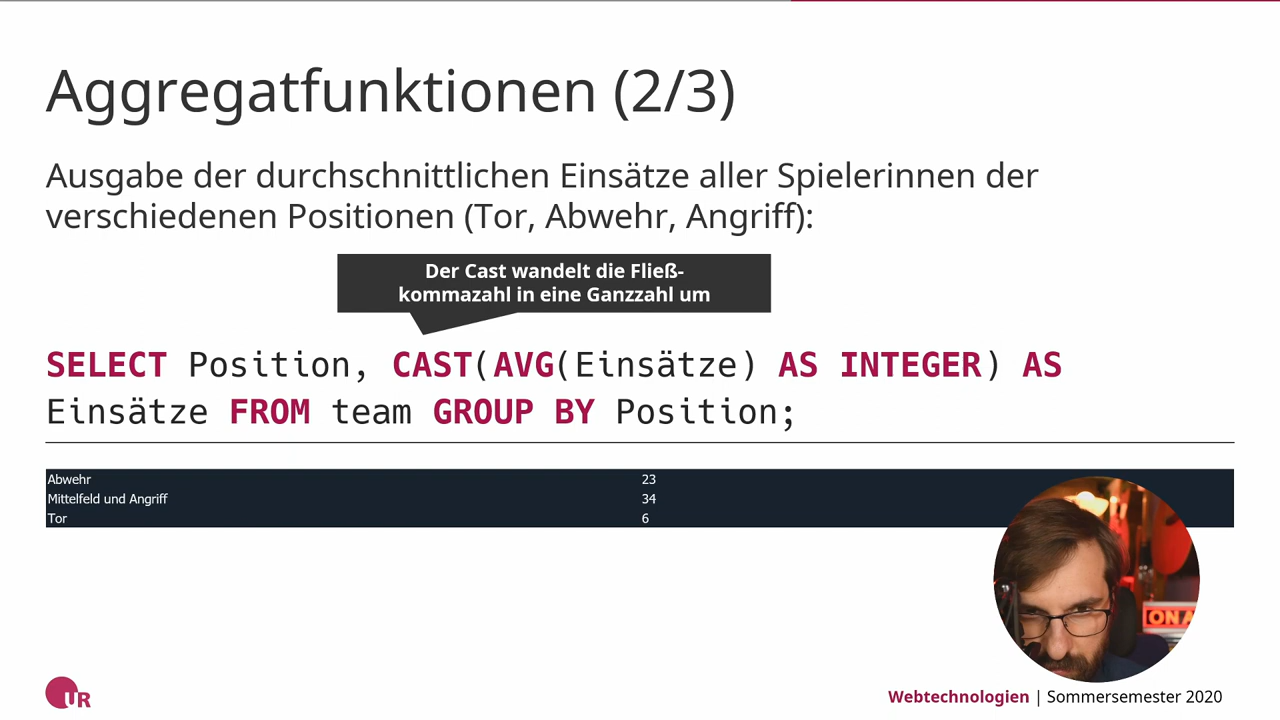 Aggregatfunktionen (2/3)
Ausgabe der durchschnittlichen Einsätze aller Spielerinnen der
verschiedenen Positionen (Tor, Abwehr, Angriff):
Der Cast wandelt die Fließ-
kommazahl in eine Ganzzahl um
SELECT Position, CAST(AVG(Einsätze) AS INTEGER) AS
Einsätze FROM team GROUP BY Position;
Abwehr 23
Mittelfeld und Angriff 34
Tor 6
ON A
UR
Webtechnologien | Sommersemester 2020